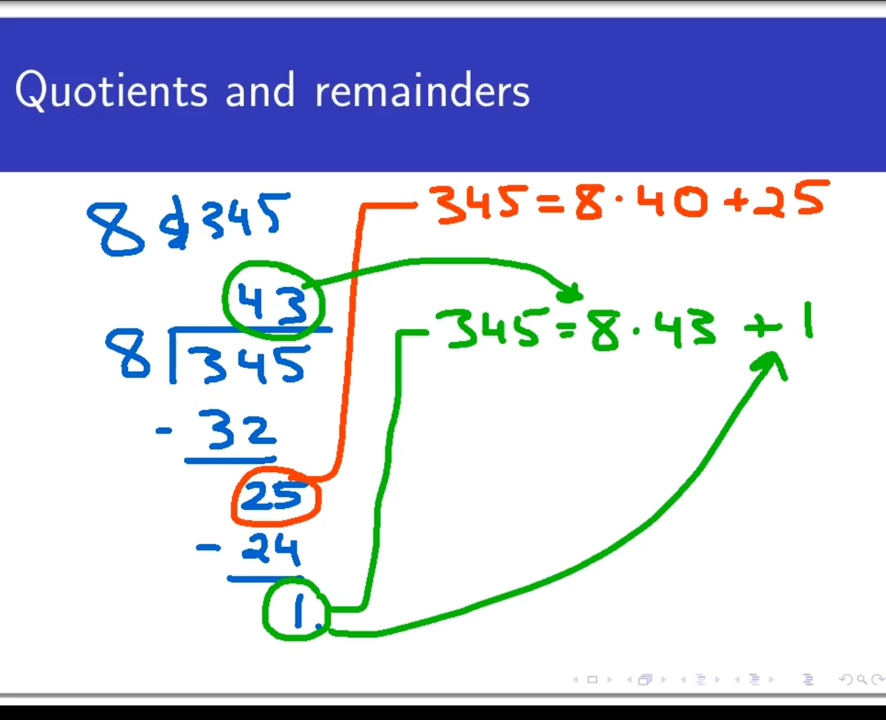 Quotients and remainders
8 & 345
345 = 8 · 40 + 25
43
8 345
345 = 8 · 43 + 1
- 32
25
- 24
1